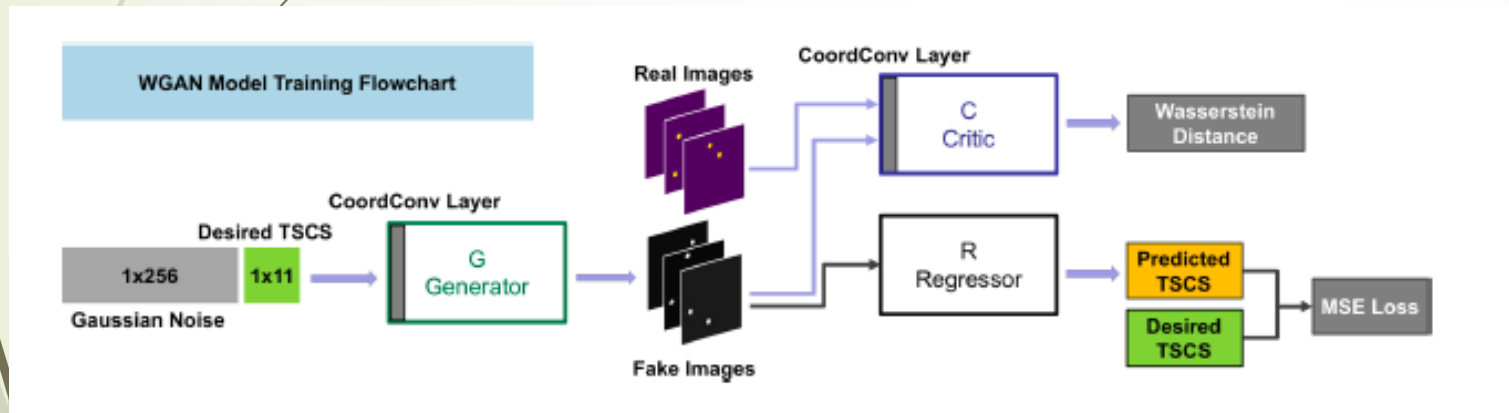 WGAN Model Training Flowchart
Real Images
CoordConv Layer
C
Critic
Wasserstein
Distance
CoordConv Layer
Desired TSCS
1x256
1x11
Gaussian Noise
G
Generator
Fake Images
R
Regressor
Predicted
TSCS
Desired
TSCS
MSE Loss